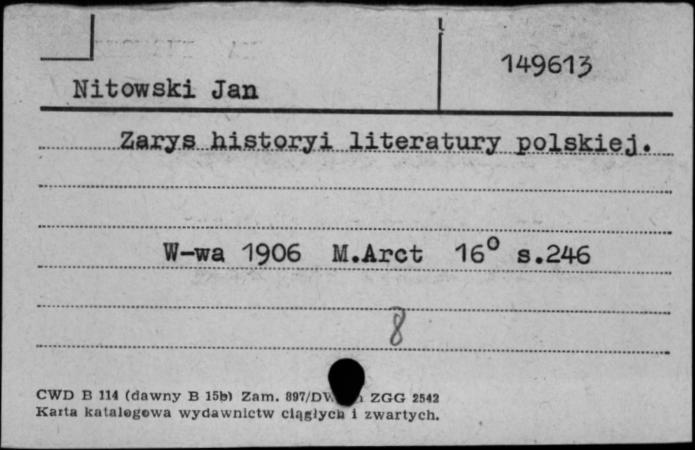 149613
Nitowski Jan
Zarys historyi literatury polskiej.
W-wa 1906 M.Arct 16° s.246
8
CWD B 114 (dawny B 15b) Zam. 897/DW ZGG 2542
Karta katalogowa wydawnictw ciągłych i zwartych.